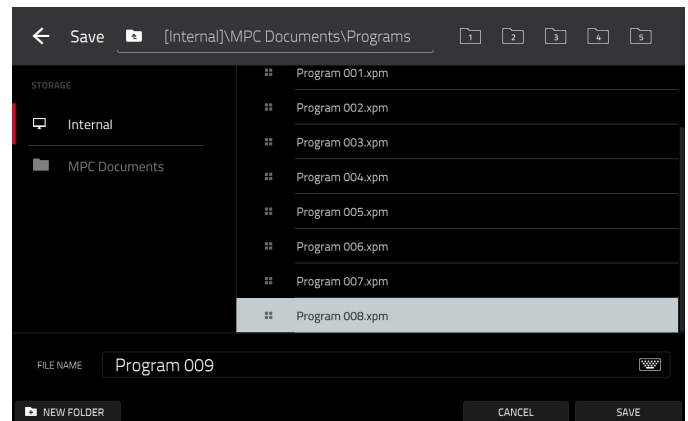 Save [Internal]\MPC Documents\Programs 1 2 3 4 5
STORAGE
Internal
MPC Documents
Program 001.xpm
Program 002.xpm
Program 003.xpm
Program 004.xpm
Program 005.xpm
Program 006.xpm
Program 007.xpm
Program 008.xpm
FILE NAME Program 009
NEW FOLDER CANCEL SAVE